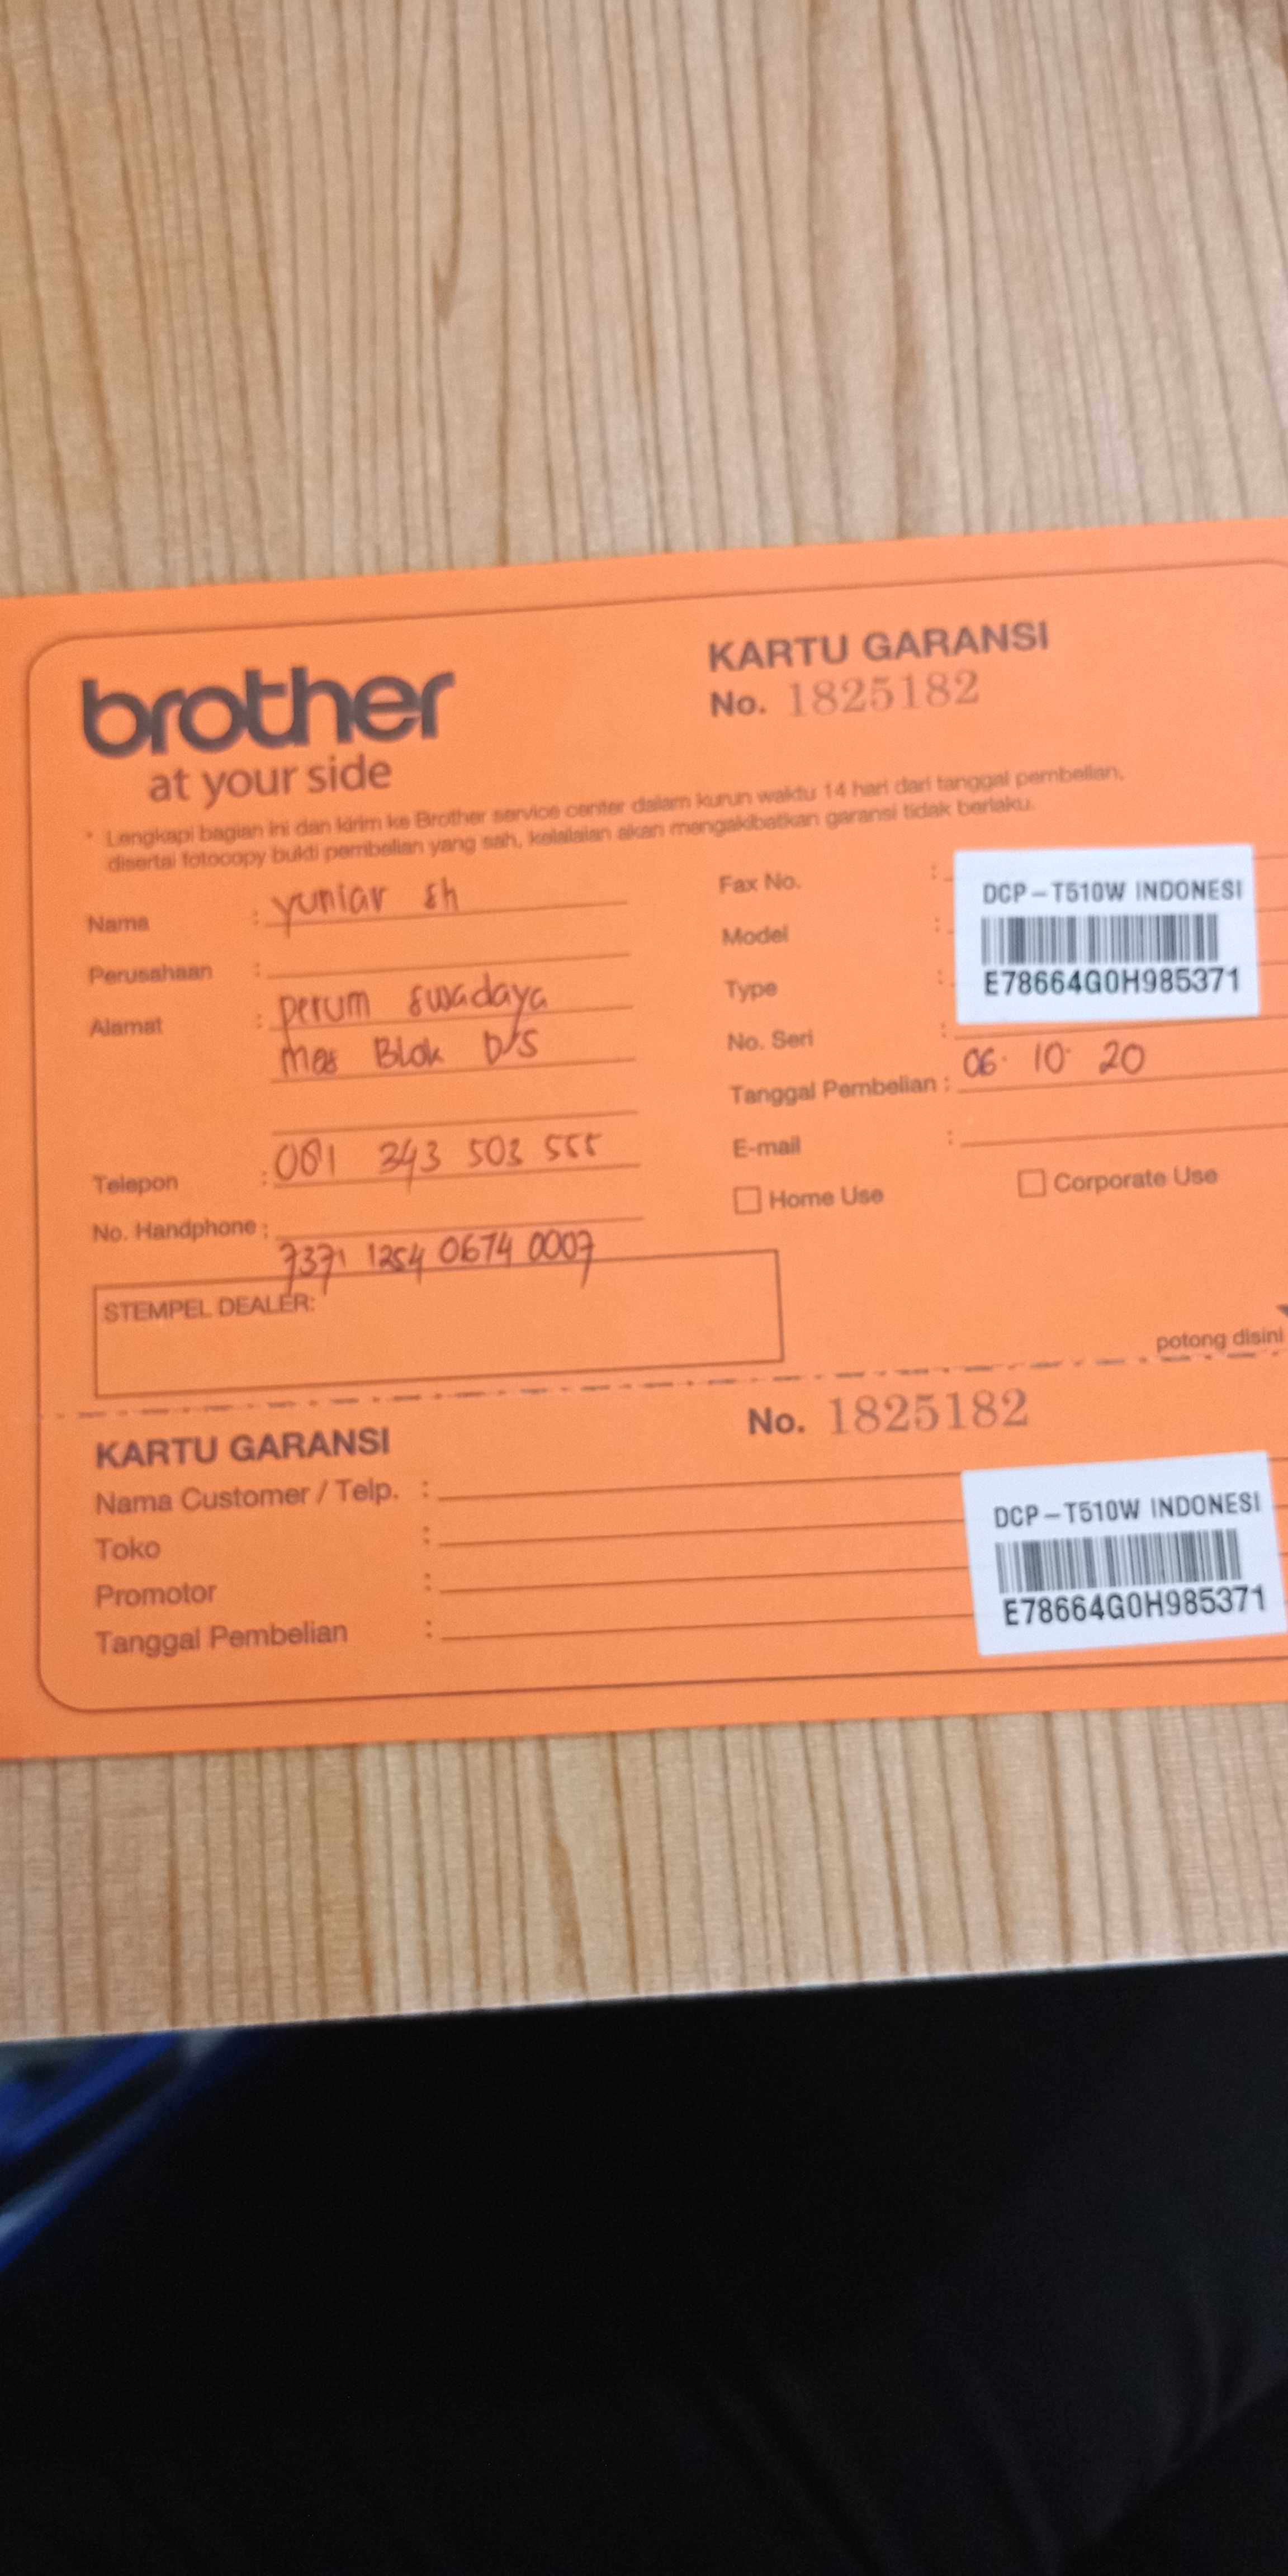 brother
at your side
KARTU GARANSI
No. 1825182
* Lengkapi bagian ini dan kirim ke Brother service center dalam kurun waktu 14 hari dari tanggal pembelian,
disertai fotocopy bukti pembelian yang sah, kelalaian akan mengakibatkan garansi tidak berlaku.
Nama : yuniar sh
Perusahaan :
Alamat : perum swadaya
mas Blok D/S
Telepon : 081 343 503 555
No. Handphone :
7371 1254 0674 0007
STEMPEL DEALER:
Fax No. :
Model :
Type :
No. Seri :
DCP-T510W INDONESI
E78664G0H985371
Tanggal Pembelian : 06 · 10 · 20
E-mail :
Home Use
Corporate Use
potong disini
KARTU GARANSI
No. 1825182
Nama Customer / Telp. :
Toko :
Promotor :
Tanggal Pembelian :
DCP-T510W INDONESI
E78664G0H985371